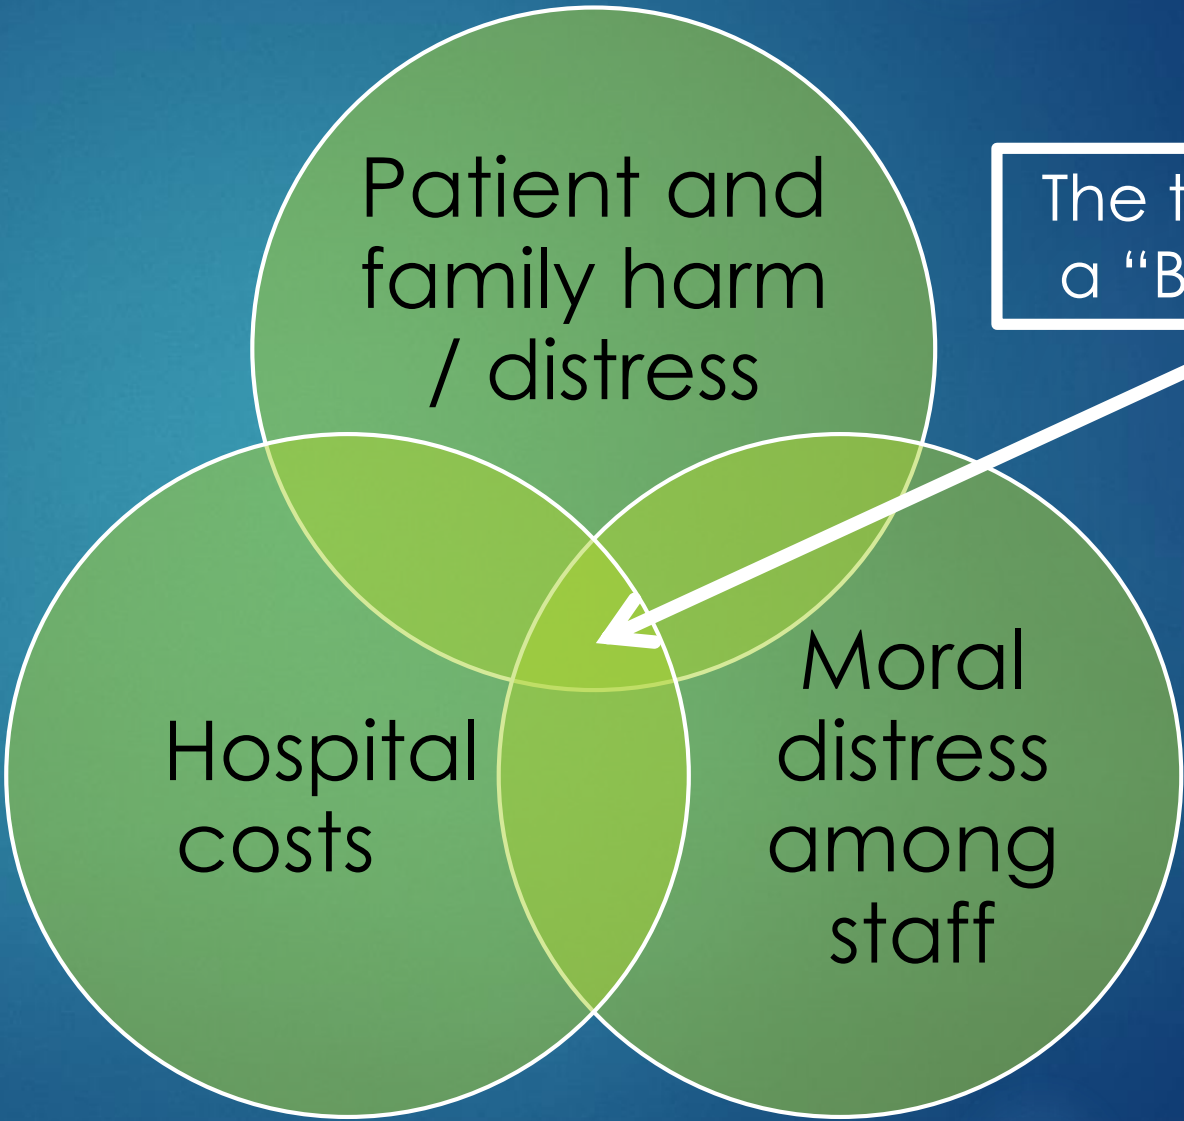 Patient and
family harm
/ distress
The
a
Hospital
costs
Moral
distress
among
staff